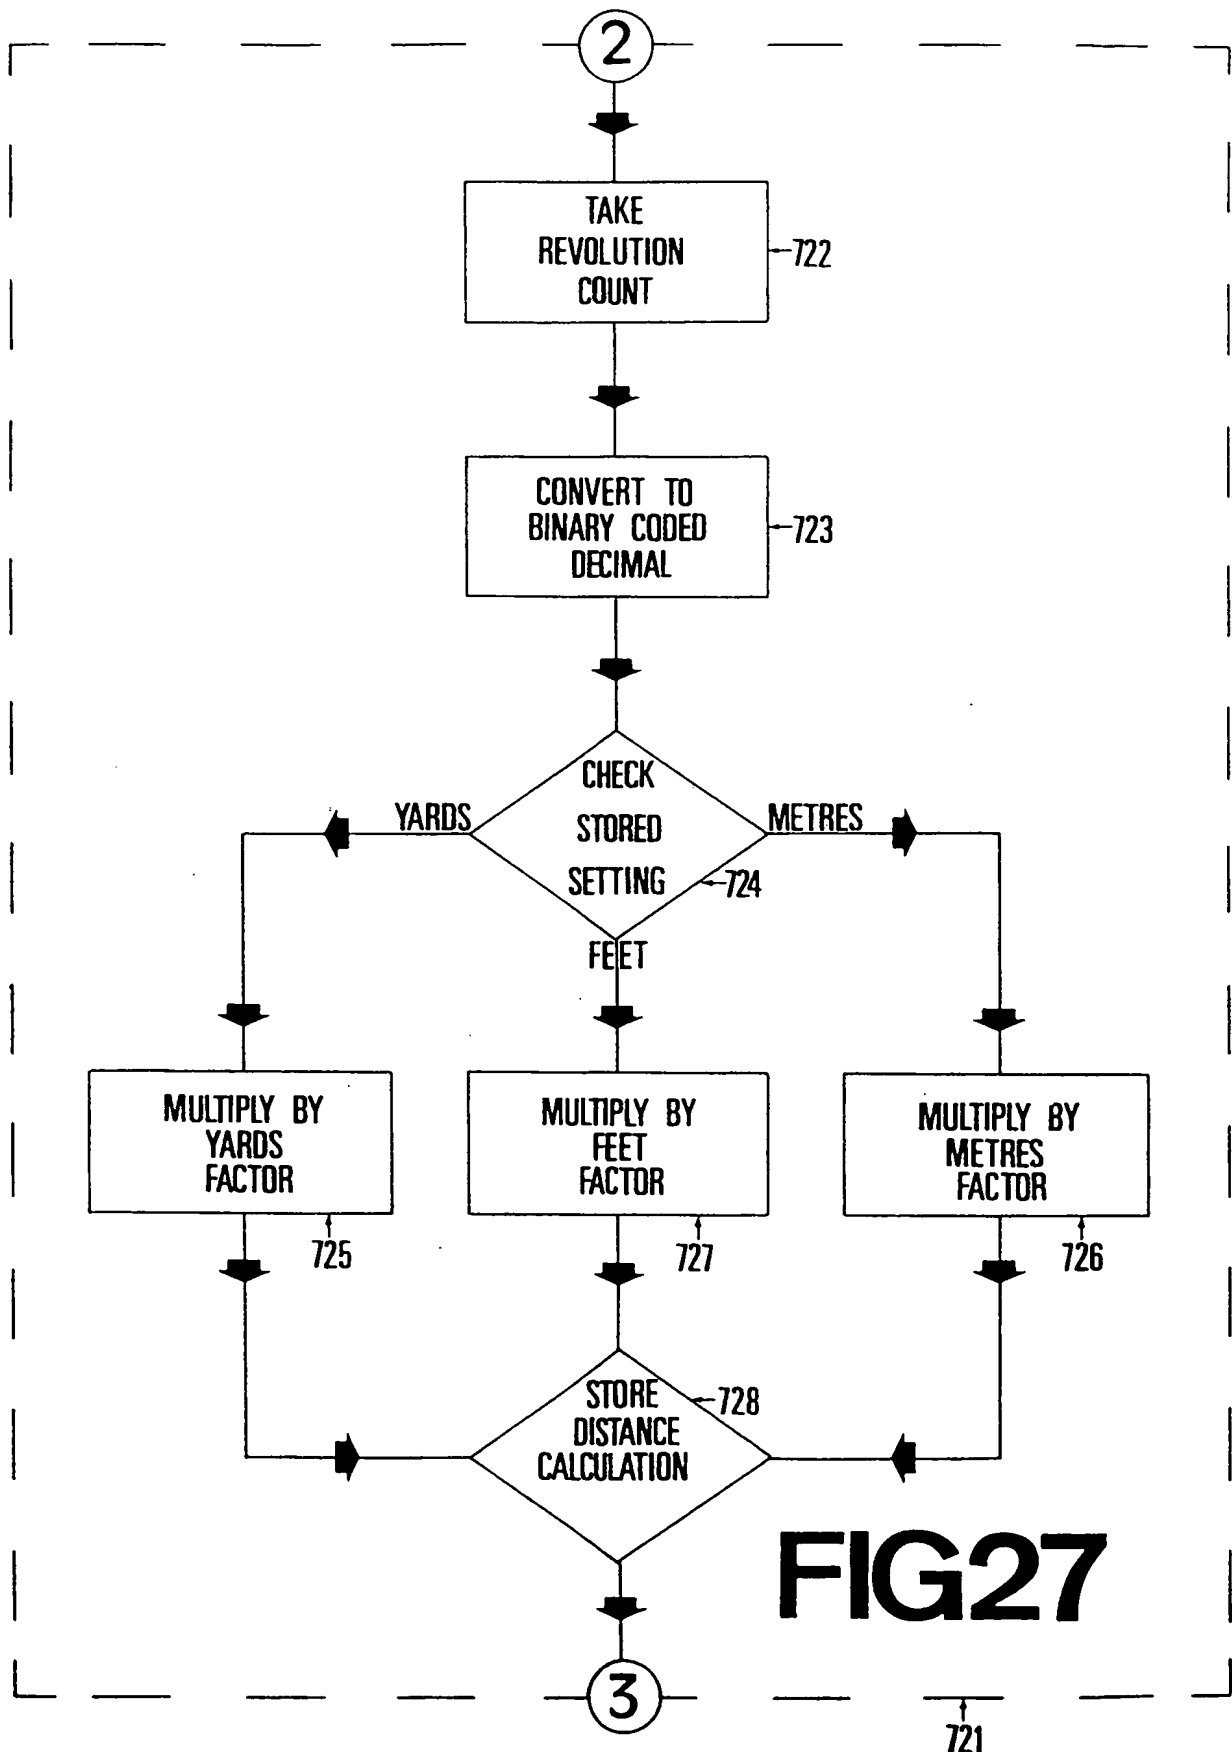 2
TAKE
REVOLUTION
COUNT
722
CONVERT TO
BINARY CODED
DECIMAL
723
CHECK
STORED
SETTING
724
YARDS
METRES
FEET
MULTIPLY BY
YARDS
FACTOR
725
MULTIPLY BY
FEET
FACTOR
727
MULTIPLY BY
METRES
FACTOR
726
STORE
DISTANCE
CALCULATION
728
FIG27
3
721